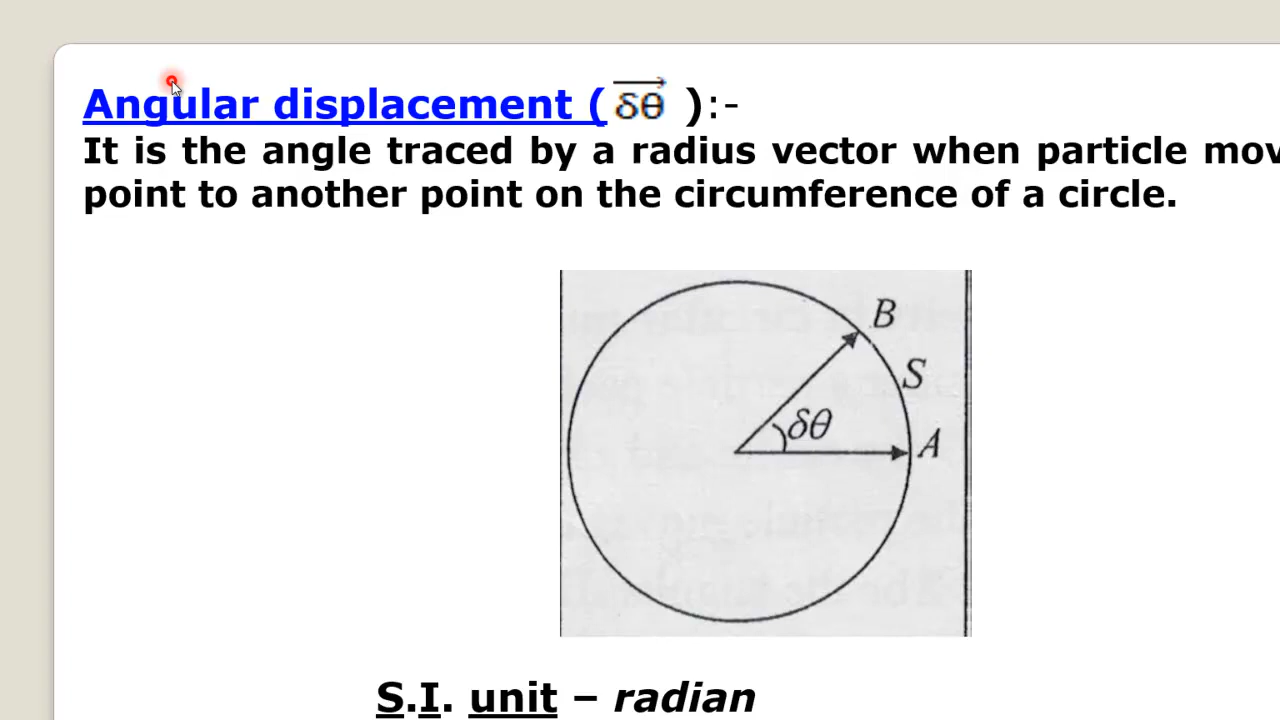 Angular displacement ( δθ ):-
It is the angle traced by a radius vector when particle mov
point to another point on the circumference of a circle.
B
S
δθ
A
S.I. unit – radian